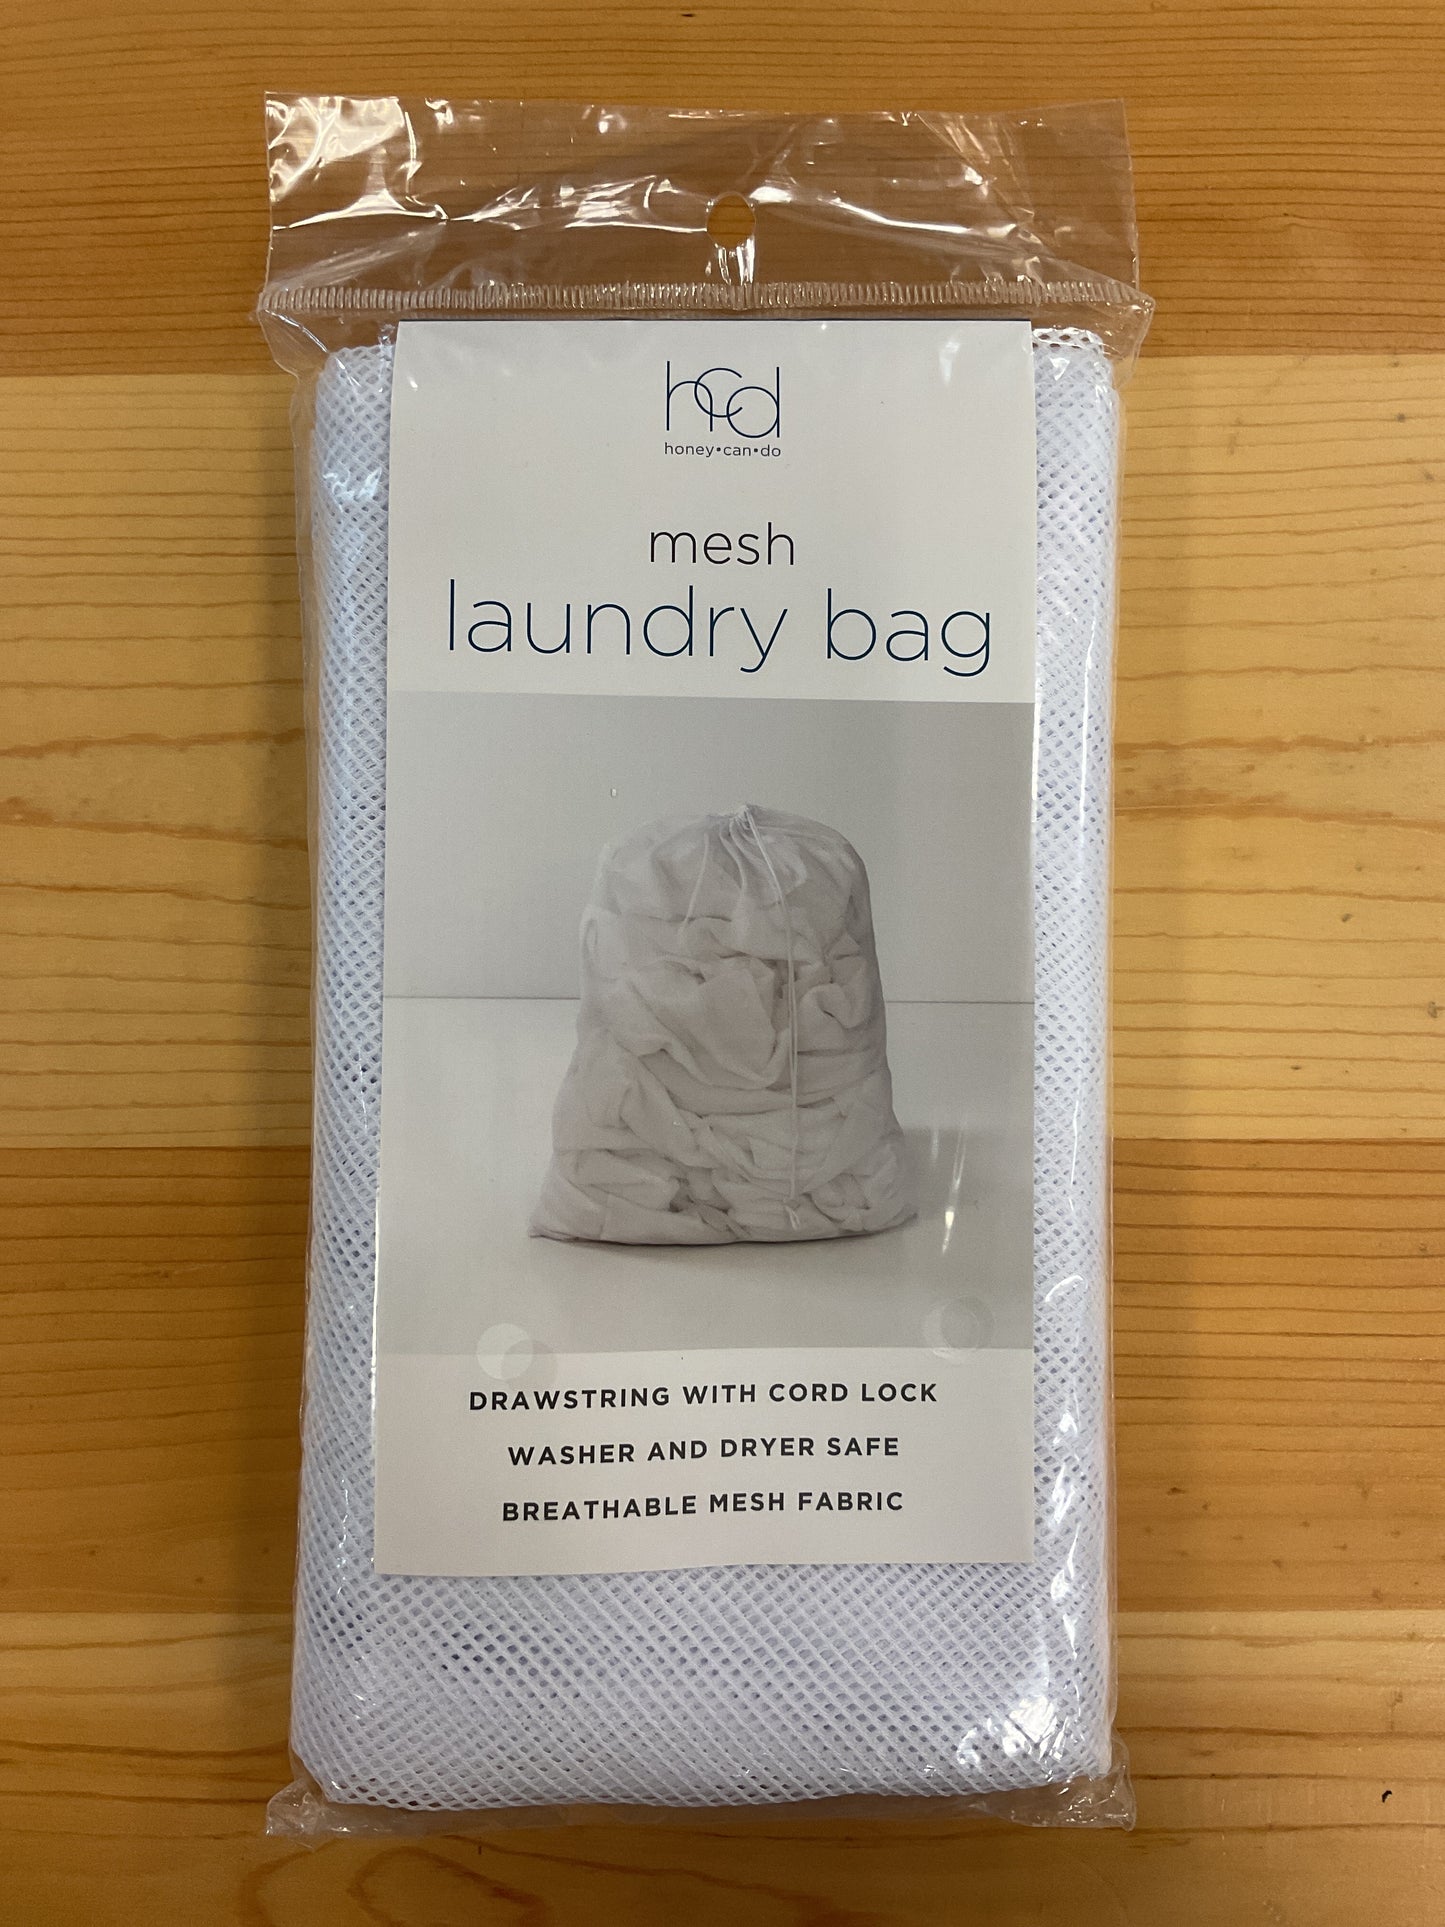 hcd
honey•can•do
mesh
laundry bag
DRAWSTRING WITH CORD LOCK
WASHER AND DRYER SAFE
BREATHABLE MESH FABRIC